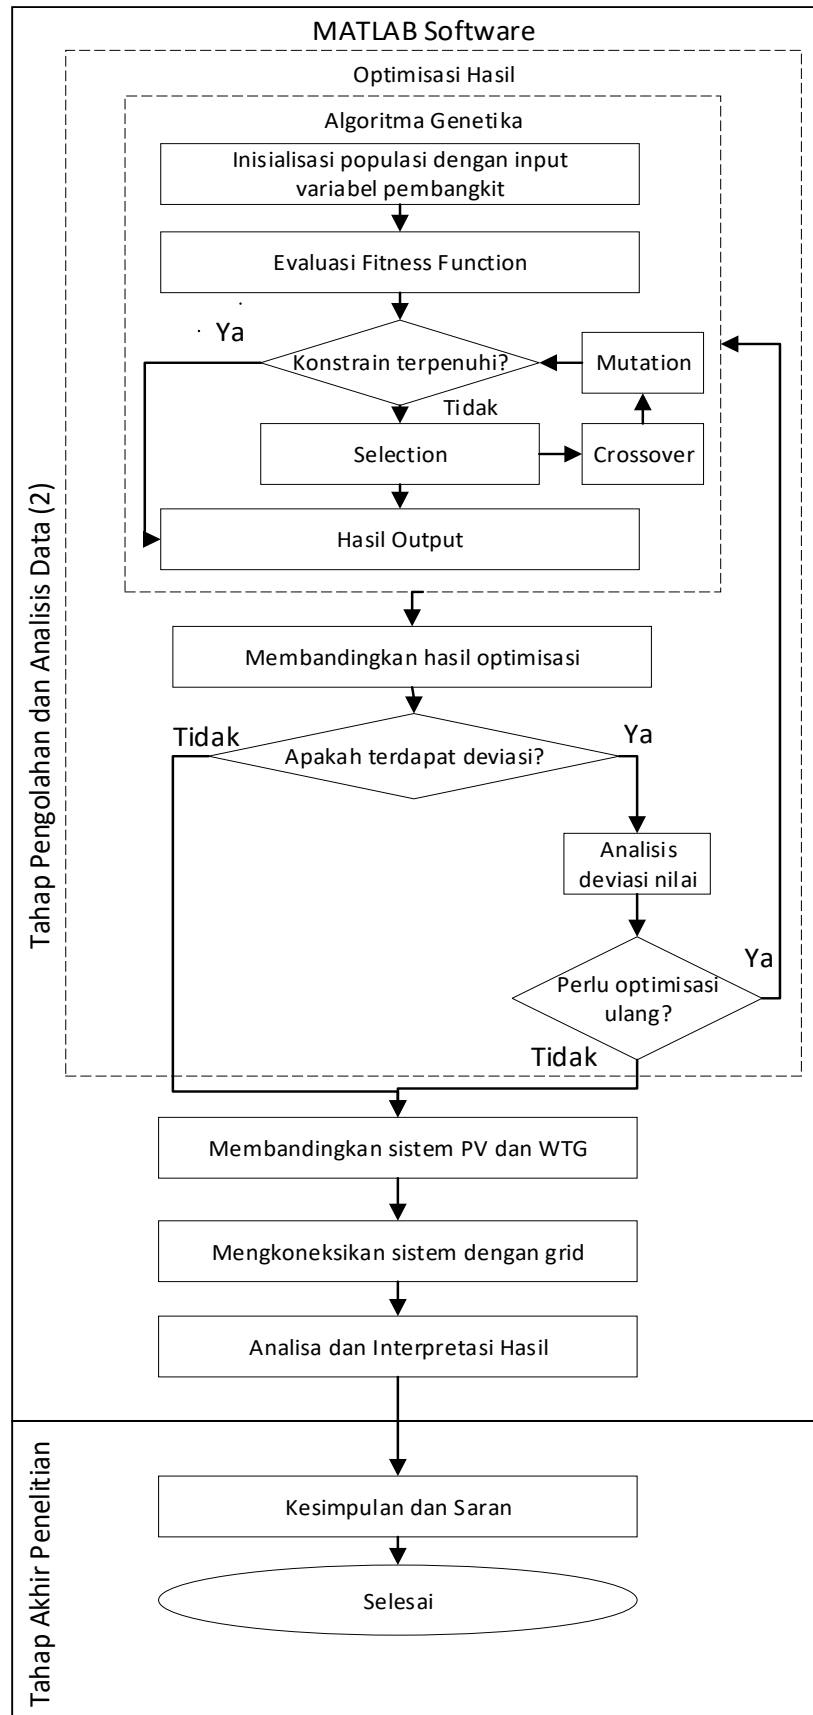 MATLAB Software
Optimisasi Hasil
Algoritma Genetika
Inisialisasi populasi dengan input
variabel pembangkit
Evaluasi Fitness Function
Ya
Konstrain terpenuhi?
Mutation
Tidak
Selection
Crossover
Hasil Output
Membandingkan hasil optimisasi
Tidak
Apakah terdapat deviasi?
Ya
Analisis
deviasi nilai
Perlu optimisasi
ulang?
Ya
Tidak
Membandingkan sistem PV dan WTG
Mengkoneksikan sistem dengan grid
Analisa dan Interpretasi Hasil
Tahap Pengolahan dan Analisis Data (2)
Kesimpulan dan Saran
Selesai
Tahap Akhir Penelitian